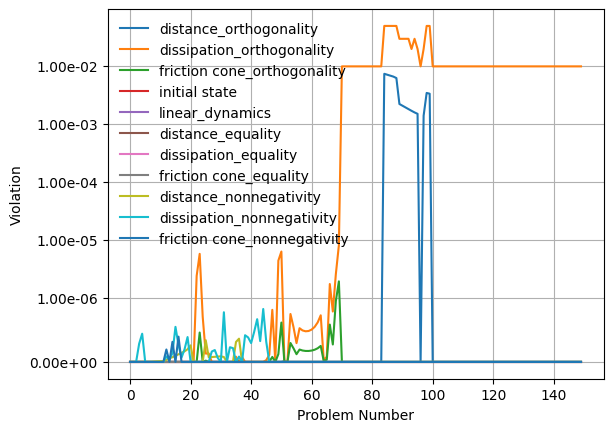 distance_orthogonality
dissipation_orthogonality
friction cone_orthogonality
initial state
linear_dynamics
distance_equality
dissipation_equality
friction cone_equality
distance_nonnegativity
dissipation_nonnegativity
friction cone_nonnegativity
1.00e-02
1.00e-03
1.00e-04
1.00e-05
1.00e-06
0.00e+00
Violation
0 20 40 60 80 100 120 140
Problem Number